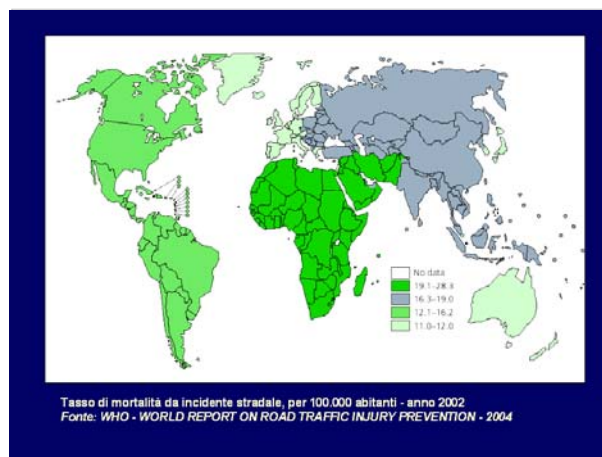 No data
19.1–28.3
16.3–19.0
12.1–16.2
11.0–12.0
Tasso di mortalità da incidente stradale, per 100.000 abitanti - anno 2002
Fonte: WHO - WORLD REPORT ON ROAD TRAFFIC INJURY PREVENTION - 2004